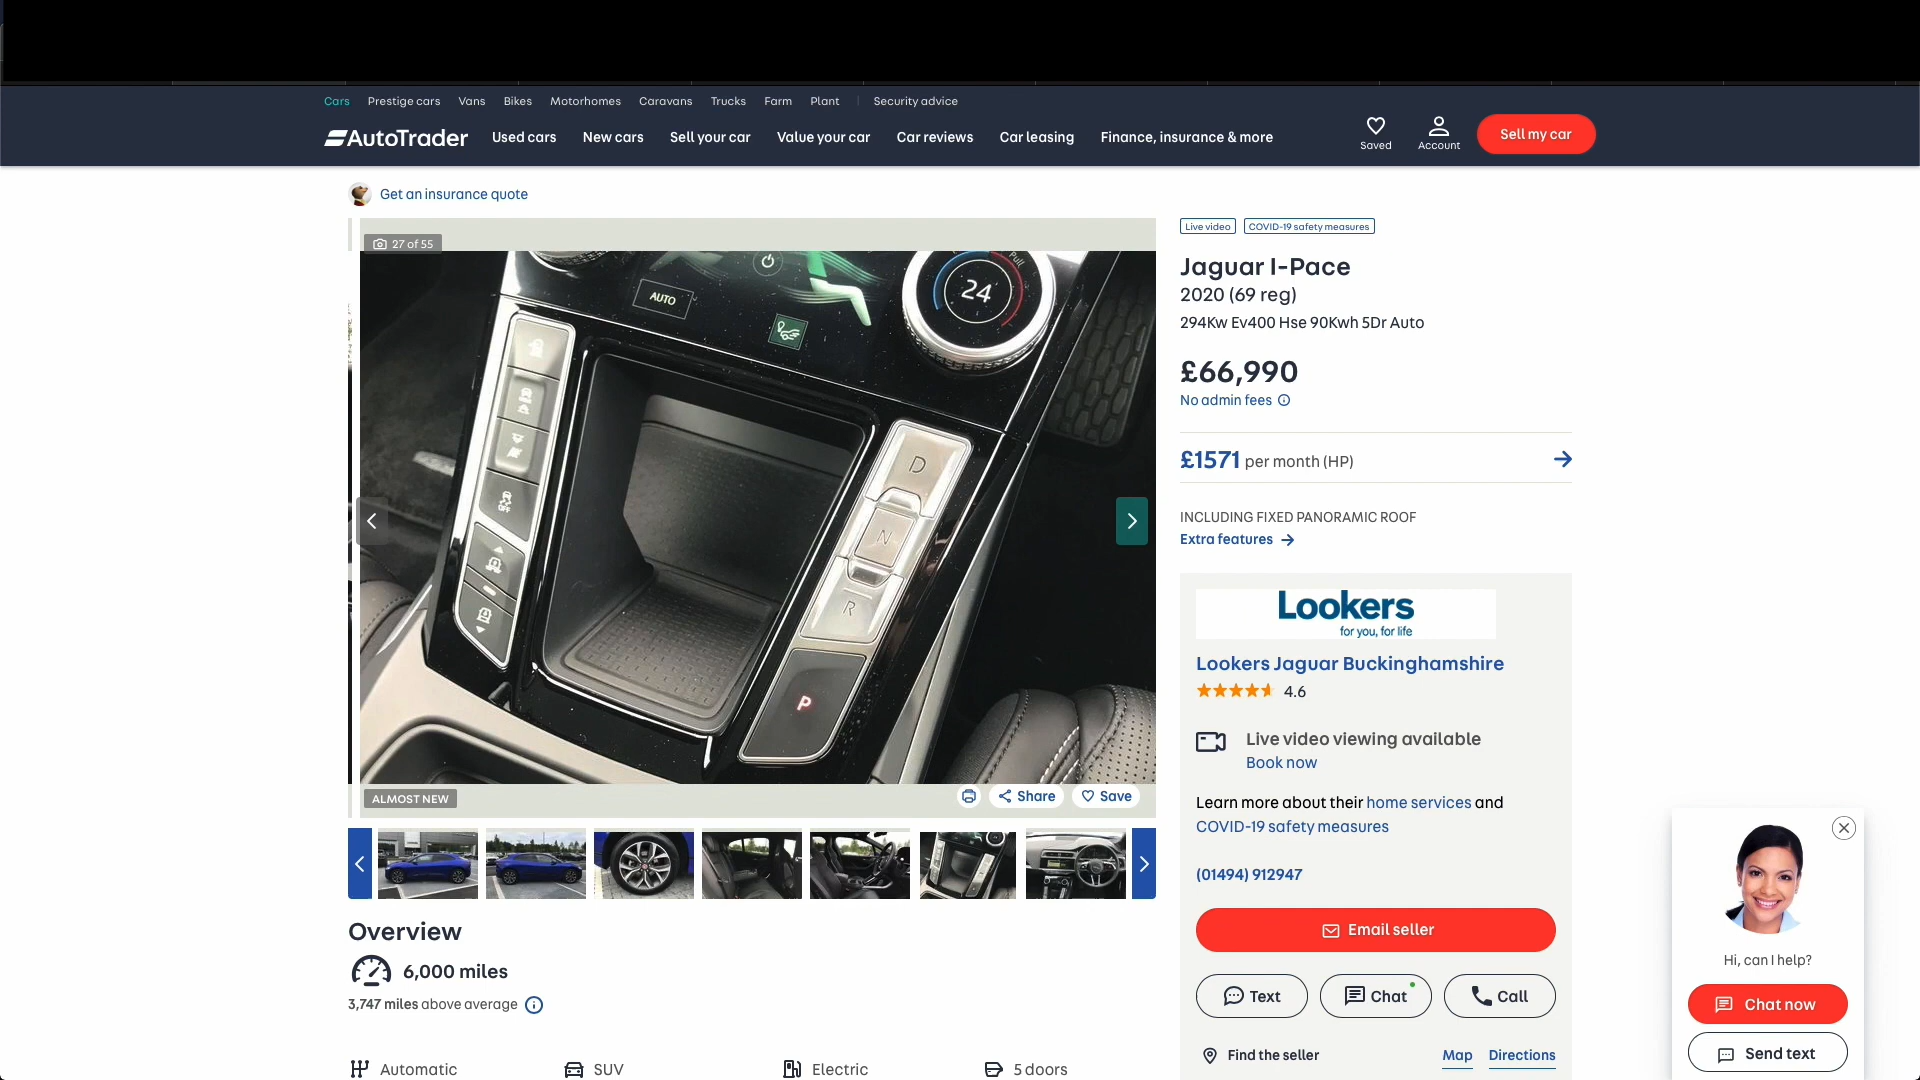 Cars Prestige cars Vans Bikes Motorhomes Caravans Trucks Farm Plant Security advice
AutoTrader Used cars New cars Sell your car Value your car Car reviews Car leasing Finance, insurance & more Saved Account Sell my car
Get an insurance quote
27 of 55
AUTO
Pull
24
OFF
D
N
R
P
ALMOST NEW
Share
Save
Live video COVID-19 safety measures
Jaguar I-Pace
2020 (69 reg)
294Kw Ev400 Hse 90Kwh 5Dr Auto
£66,990
No admin fees
£1571 per month (HP)
INCLUDING FIXED PANORAMIC ROOF
Extra features
Lookers
for you, for life
Lookers Jaguar Buckinghamshire
4.6
Live video viewing available
Book now
Learn more about their home services and
COVID-19 safety measures
(01494) 912947
Email seller
Text Chat Call
Find the seller Map Directions
Overview
6,000 miles
3,747 miles above average
Automatic SUV Electric 5 doors
Hi, can I help?
Chat now
Send text